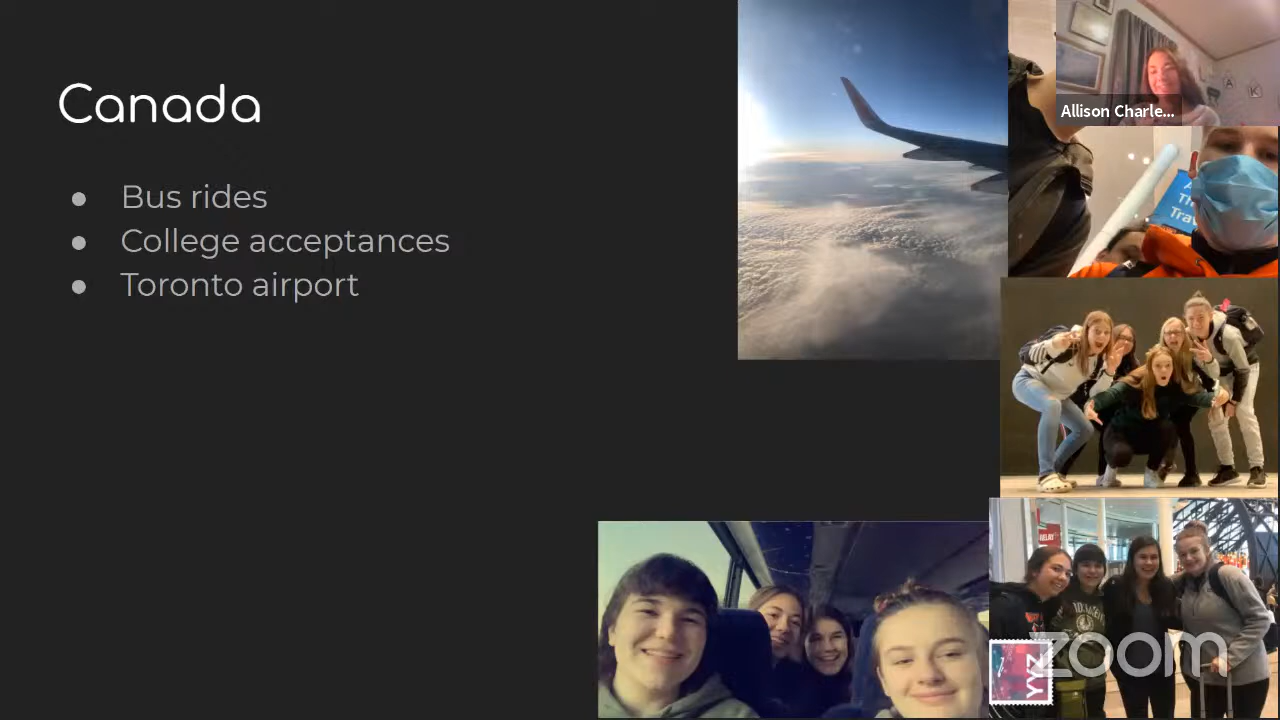 Canada
Bus rides
College acceptances
Toronto airport
Allison Charle...
YYZ
zoom